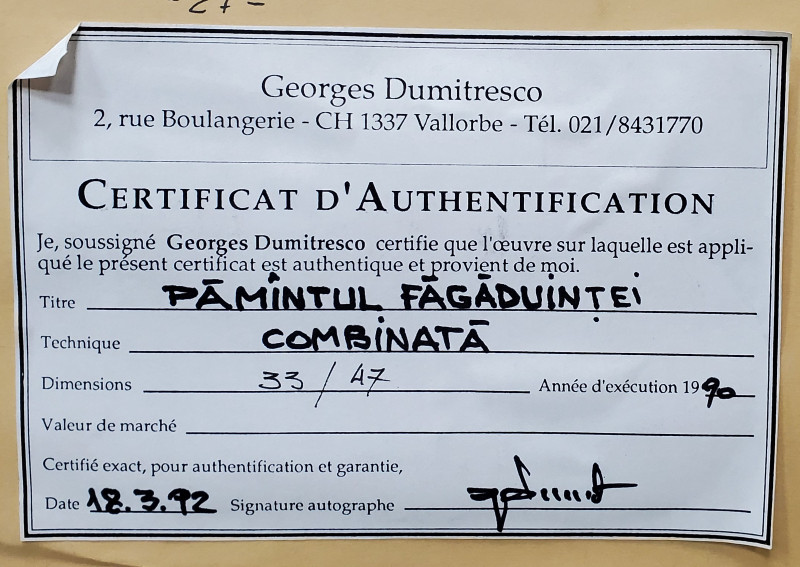 27-
Georges Dumitresco
2, rue Boulangerie - CH 1337 Vallorbe - Tél. 021/8431770
CERTIFICAT D'AUTHENTIFICATION
Je, soussigné Georges Dumitresco certifie que l'œuvre sur laquelle est appli-
qué le présent certificat est authentique et provient de moi.
Titre PĂMÎNTUL FĂGĂDUINȚEI
Technique COMBINATĂ
Dimensions 33 / 47 Année d'exécution 1990
Valeur de marché
Certifié exact, pour authentification et garantie,
Date 18.3.92 Signature autographe